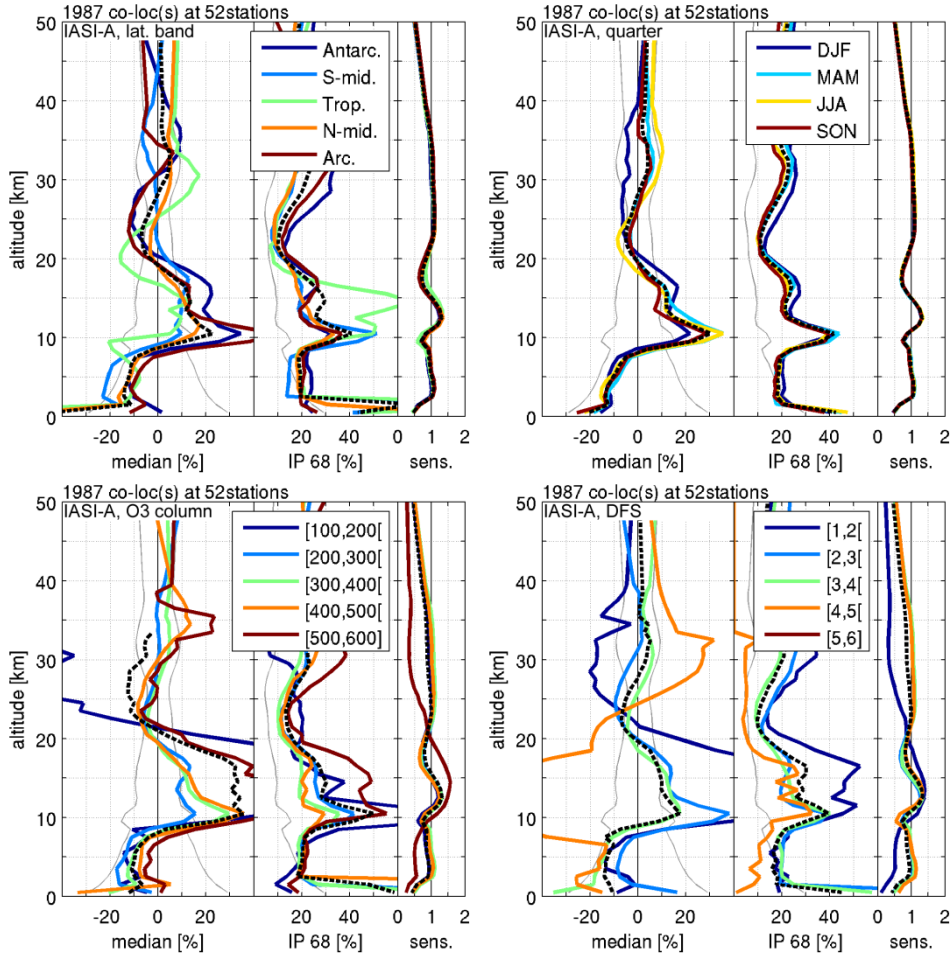 1987 co-loc(s) at 52stations
IASI-A, lat. band
Antarc.
S-mid.
Trop.
N-mid.
Arc.
altitude [km]
50
40
30
20
10
0
-20 0 20
20 40 0
1 2
median [%]
IP 68 [%]
sens.
1987 co-loc(s) at 52stations
IASI-A, quarter
DJF
MAM
JJA
SON
altitude [km]
50
40
30
20
10
0
-20 0 20
20 40 0
1 2
median [%]
IP 68 [%]
sens.
1987 co-loc(s) at 52stations
IASI-A, O3 column
[100,200[
[200,300[
[300,400[
[400,500[
[500,600]
altitude [km]
50
40
30
20
10
0
-20 0 20
20 40 0
1 2
median [%]
IP 68 [%]
sens.
1987 co-loc(s) at 52stations
IASI-A, DFS
[1,2[
[2,3[
[3,4[
[4,5[
[5,6]
altitude [km]
50
40
30
20
10
0
-20 0 20
20 40 0
1 2
median [%]
IP 68 [%]
sens.